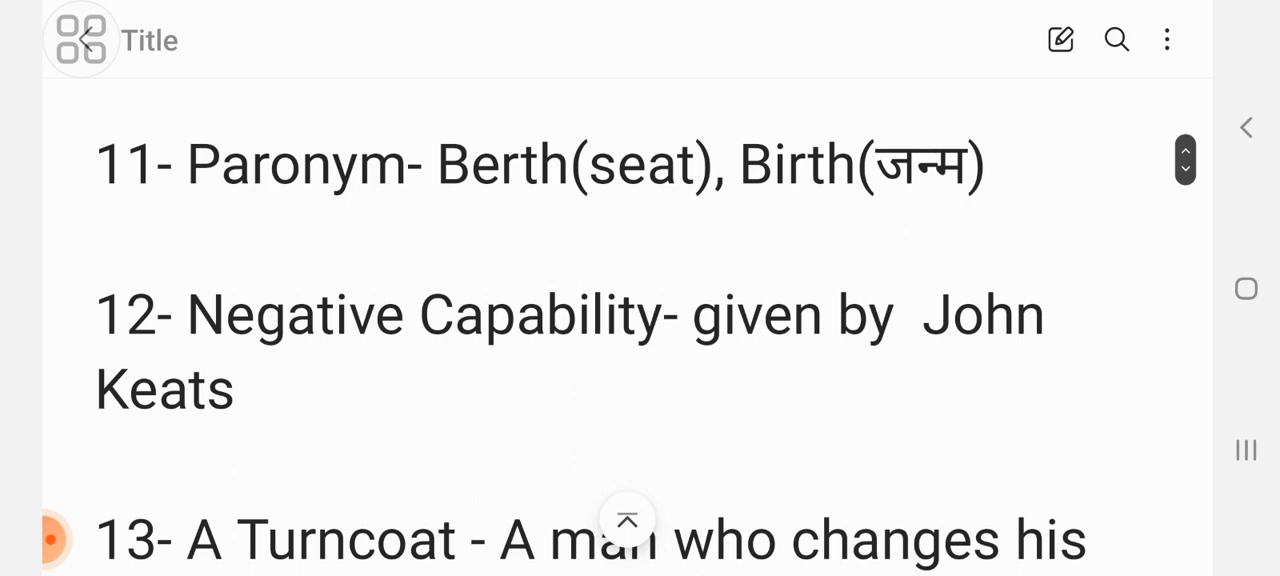 Title
11- Paronym- Berth(seat), Birth(जन्म)
12- Negative Capability- given by John
Keats
13- A Turncoat - A man who changes his